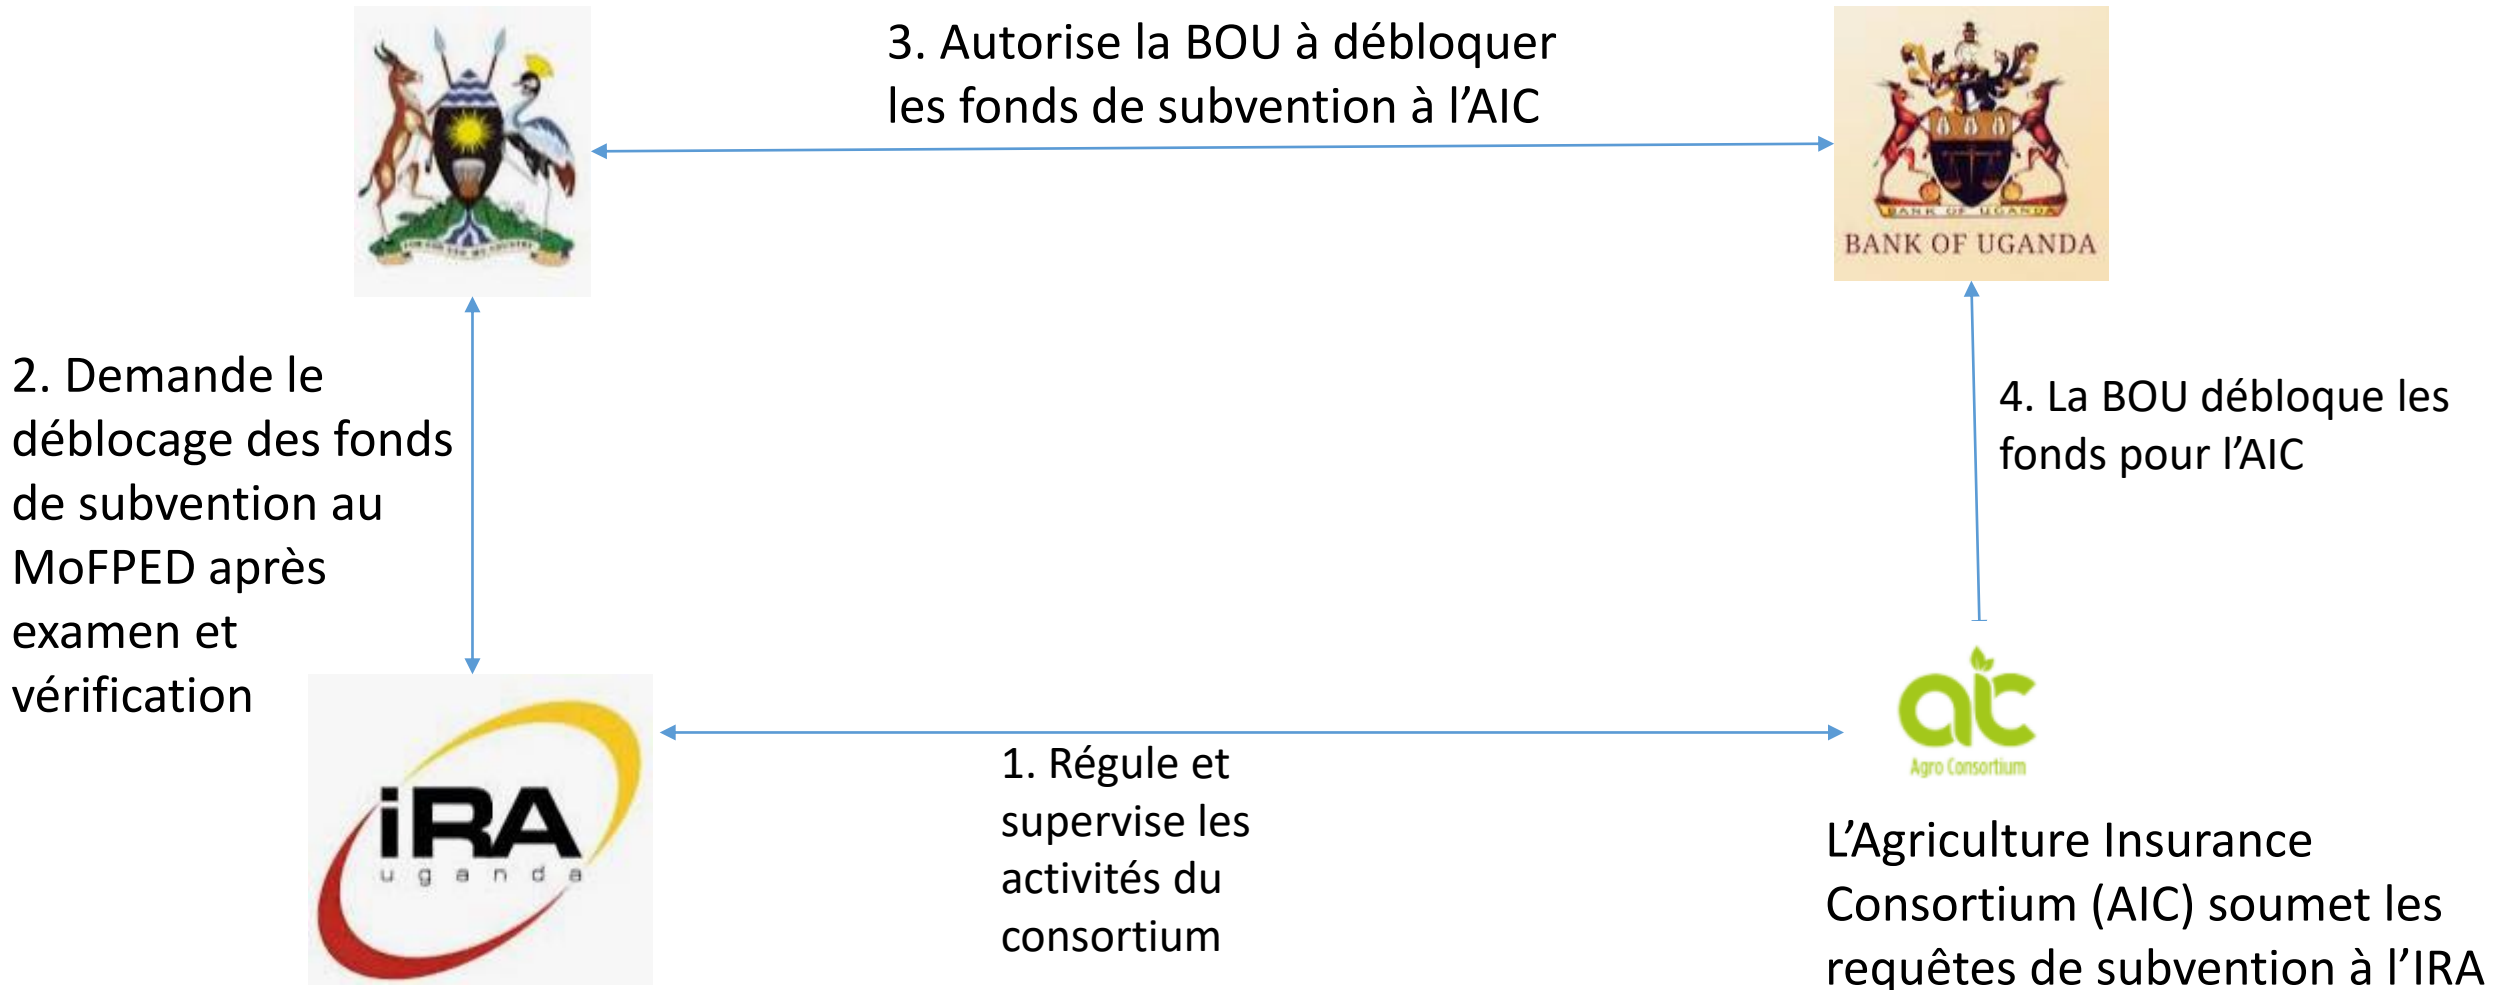 3. Autorise la BOU à débloquer
les fonds de subvention à l’AIC
BANK OF UGANDA
BANK OF UGANDA
2. Demande le
déblocage des fonds
de subvention au
MoFPED après
examen et
vérification
4. La BOU débloque les
fonds pour l’AIC
iRA
uganda
1. Régule et
supervise les
activités du
consortium
aic
Agro Consortium
L’Agriculture Insurance
Consortium (AIC) soumet les
requêtes de subvention à l’IRA